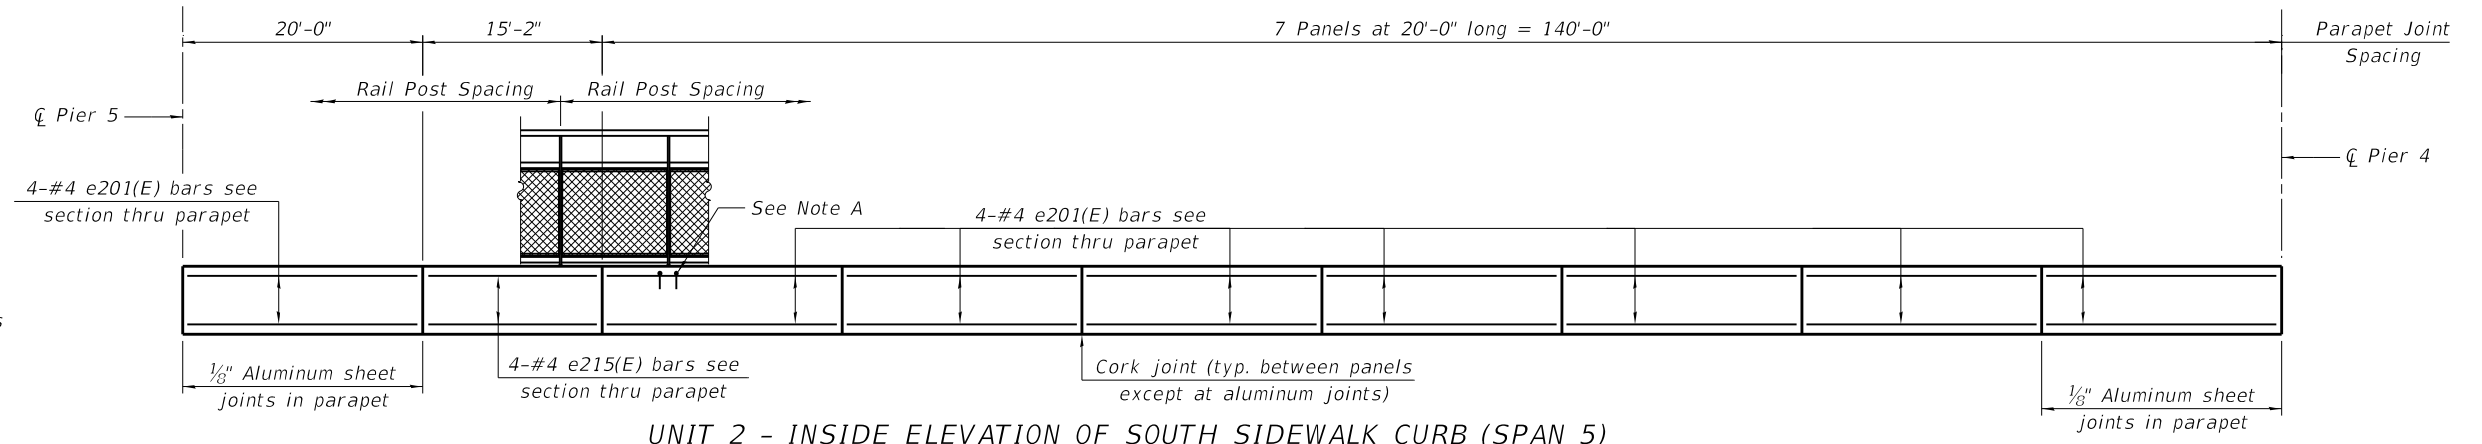 20'-0"
15'-2"
7 Panels at 20'-0" long = 140'-0"
Parapet Joint
Spacing
Rail Post Spacing
Rail Post Spacing
℄ Pier 5
℄ Pier 4
4-#4 e201(E) bars see
section thru parapet
See Note A
4-#4 e201(E) bars see
section thru parapet
s
4-#4 e215(E) bars see
section thru parapet
Cork joint (typ. between panels
except at aluminum joints)
⅛" Aluminum sheet
joints in parapet
⅛" Aluminum sheet
joints in parapet
UNIT 2 - INSIDE ELEVATION OF SOUTH SIDEWALK CURB (SPAN 5)